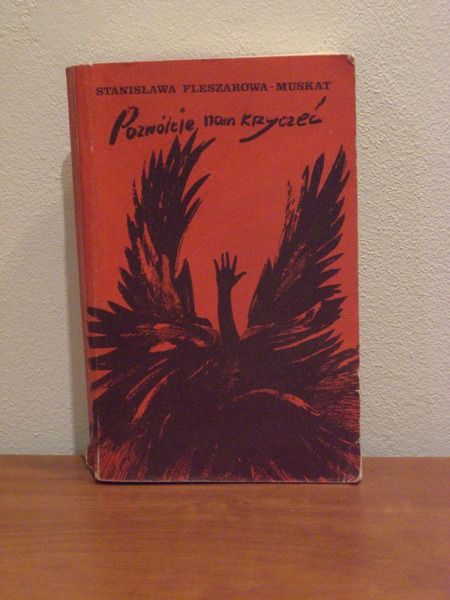 STANISŁAWA FLESZAROWA-MUSKAT
Pozwólcie nam krzyczeć